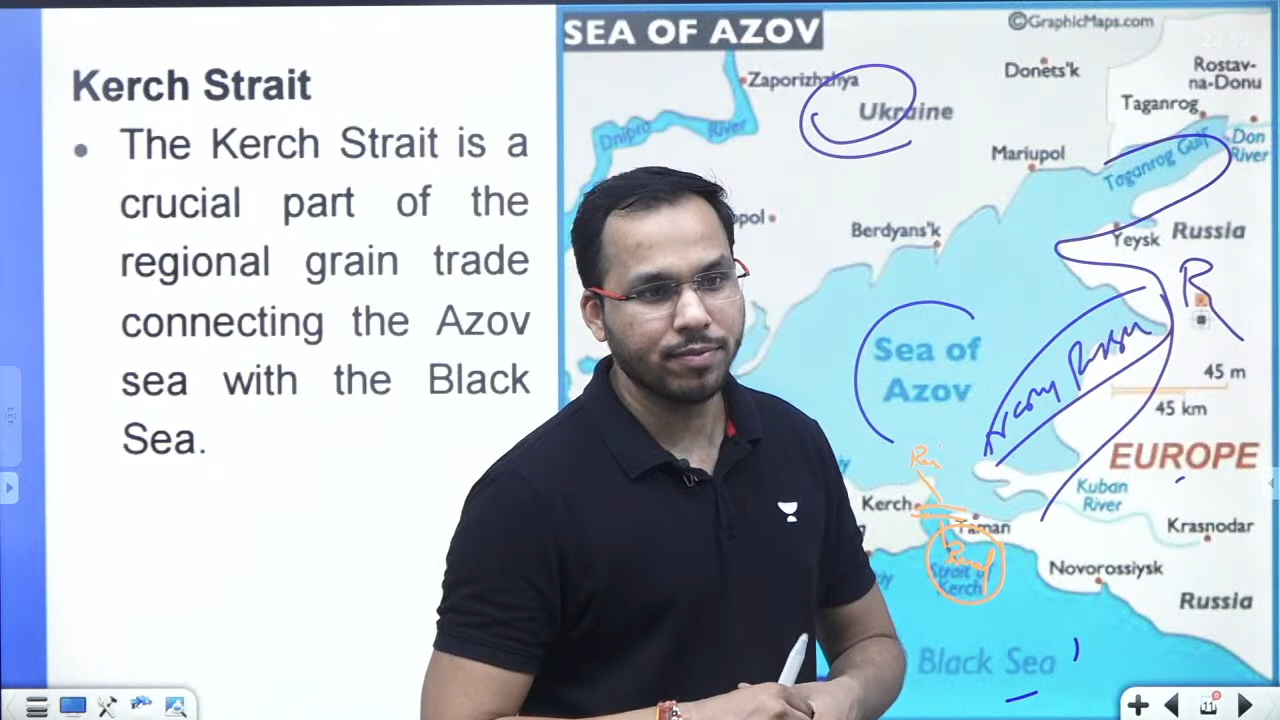 Kerch Strait
• The Kerch Strait is a
crucial part of the
regional grain trade
connecting the Azov
sea with the Black
Sea.
SEA OF AZOV
©GraphicMaps.com
Zaporizhzhya
Donets'k
Rostav-
na-Donu
Ukraine
Taganrog
Dnipro River
Don
River
Mariupol
Taganrog Gulf
Berdyans'k
Yeysk
Russia
R
Sea of
Azov
45 m
45 km
EUROPE
Kuban
River
Kerch
Taman
Krasnodar
Strait of
Kerch
Novorossiysk
Russia
Black Sea
11